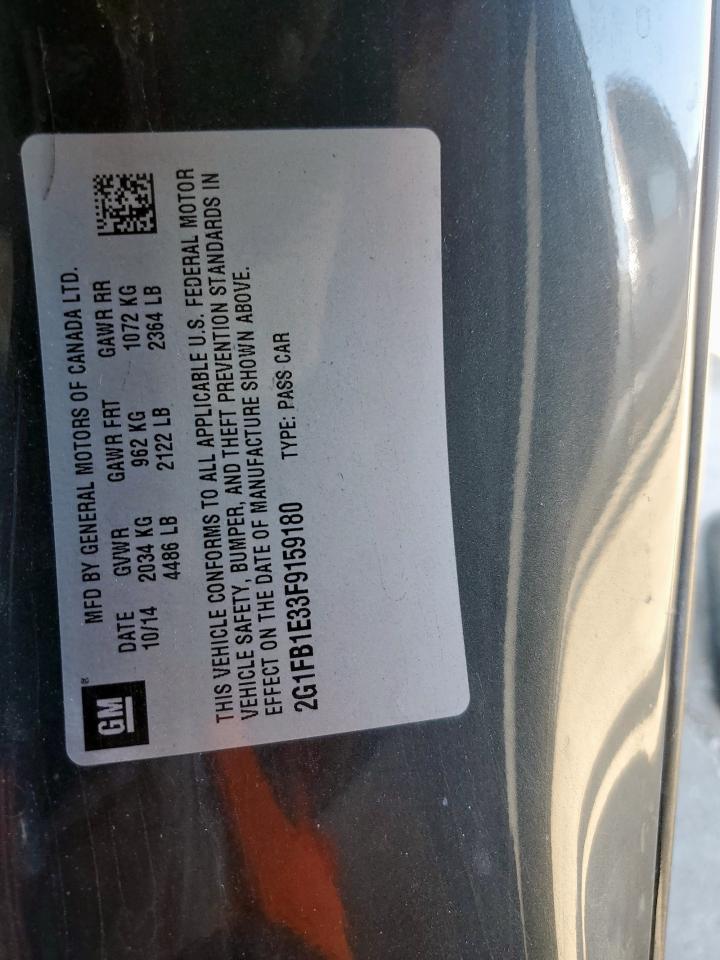 GM ®
MFD BY GENERAL MOTORS OF CANADA LTD.
DATE GVWR GAWR FRT GAWR RR
10/14 2034 KG 962 KG 1072 KG
4486 LB 2122 LB 2364 LB
THIS VEHICLE CONFORMS TO ALL APPLICABLE U.S. FEDERAL MOTOR
VEHICLE SAFETY, BUMPER, AND THEFT PREVENTION STANDARDS IN
EFFECT ON THE DATE OF MANUFACTURE SHOWN ABOVE.
2G1FB1E33F9159180 TYPE: PASS CAR